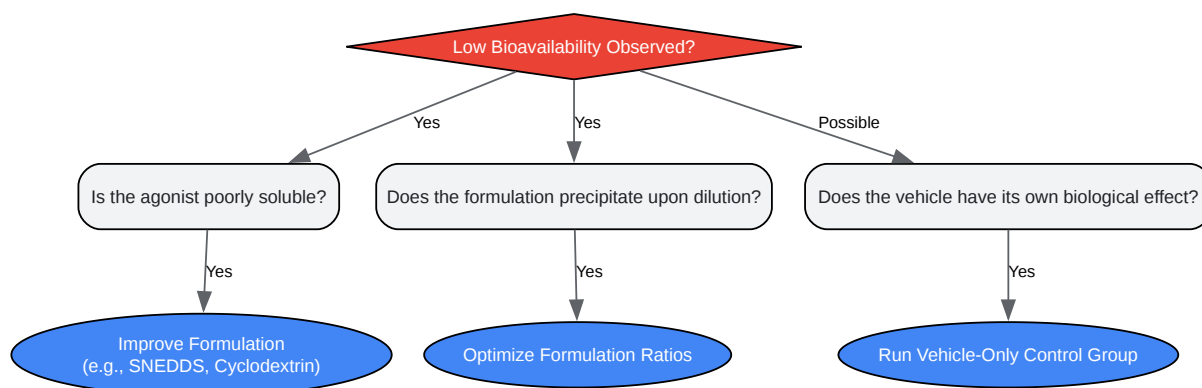 Low Bioavailability Observed?
Yes
Yes
Possible
Is the agonist poorly soluble?
Does the formulation precipitate upon dilution?
Does the vehicle have its own biological effect?
Yes
Yes
Yes
Improve Formulation
(e.g., SNEDDS, Cyclodextrin)
Optimize Formulation Ratios
Run Vehicle-Only Control Group